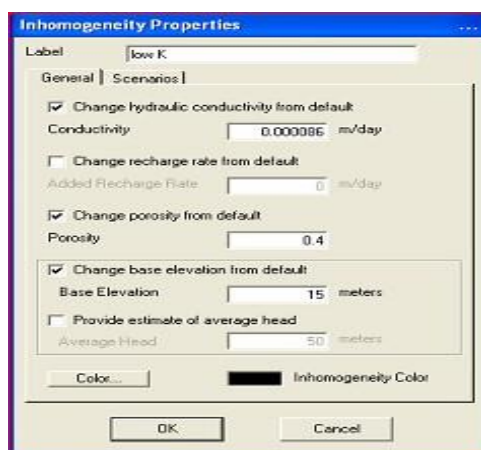 Inhomogeneity Properties ...
Label low K
General Scenarios
Change hydraulic conductivity from default
Conductivity 0.000086 m/day
Change recharge rate from default
Added Recharge Rate 0 m/day
Change porosity from default
Porosity 0.4
Change base elevation from default
Base Elevation 15 meters
Provide estimate of average head
Average Head 50 meters
Color... Inhomogeneity Color
OK Cancel